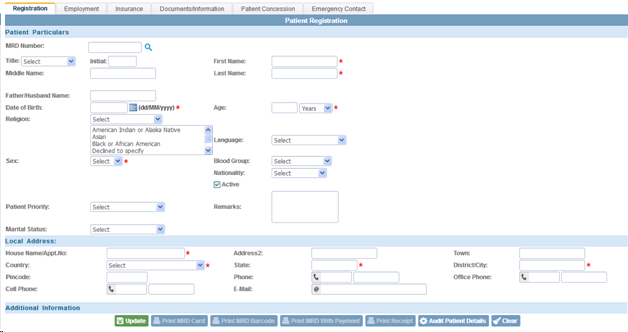 Registration Employment Insurance Documents/Information Patient Concession Emergency Contact
Patient Registration
Patient Particulars
MRD Number:
Title: Select Initial: First Name: *
Middle Name: Last Name: *
Father/Husband Name:
Date of Birth: (dd/MM/yyyy) * Age: Years *
Religion: Select
American Indian or Alaska Native
Asian
Black or African American
Declined to specify
Language: Select
Sex: Select * Blood Group: Select
Nationality: Select
Active
Patient Priority: Select Remarks:
Marital Status: Select
Local Address:
House Name/Appt.No: * Address2: Town:
Country: Select * State: * District/City: *
Pincode: Phone: Office Phone:
Cell Phone: E-Mail: @
Additional Information
Update Print MRD Card Print MRD Barcode Print MRD With Payment Print Receipt Audit Patient Details Clear